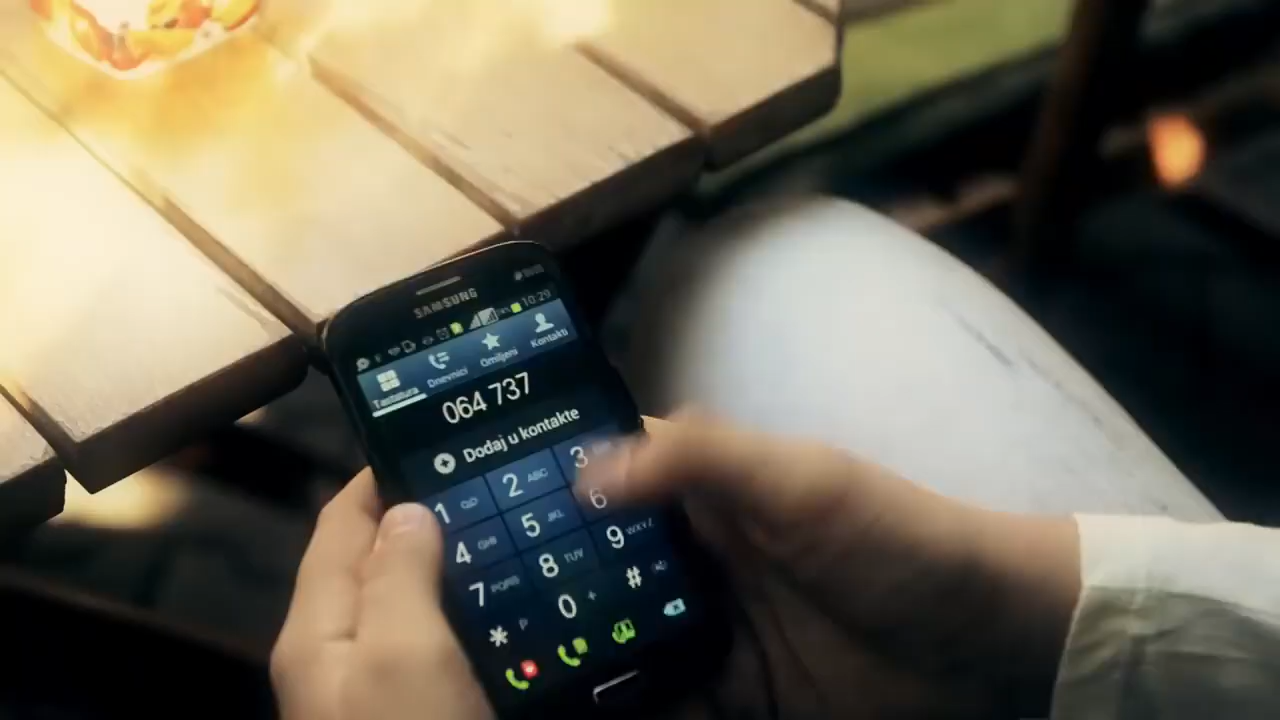 SAMSUNG
10:29
Tastatura Dnevnici Omiljeni Kontakti
064 737
Dodaj u kontakte
1 2 ABC 3
4 GHI 5 JKL 6
7 PQRS 8 TUV 9 WXYZ
* P 0 + #